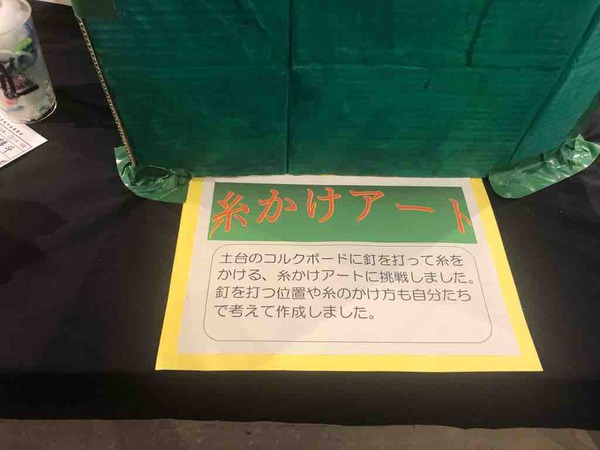 糸かけアート
土台のコルクボードに釘を打って糸を
かける、糸かけアートに挑戦しました。
釘を打つ位置や糸のかけ方も自分たち
で考えて作成しました。